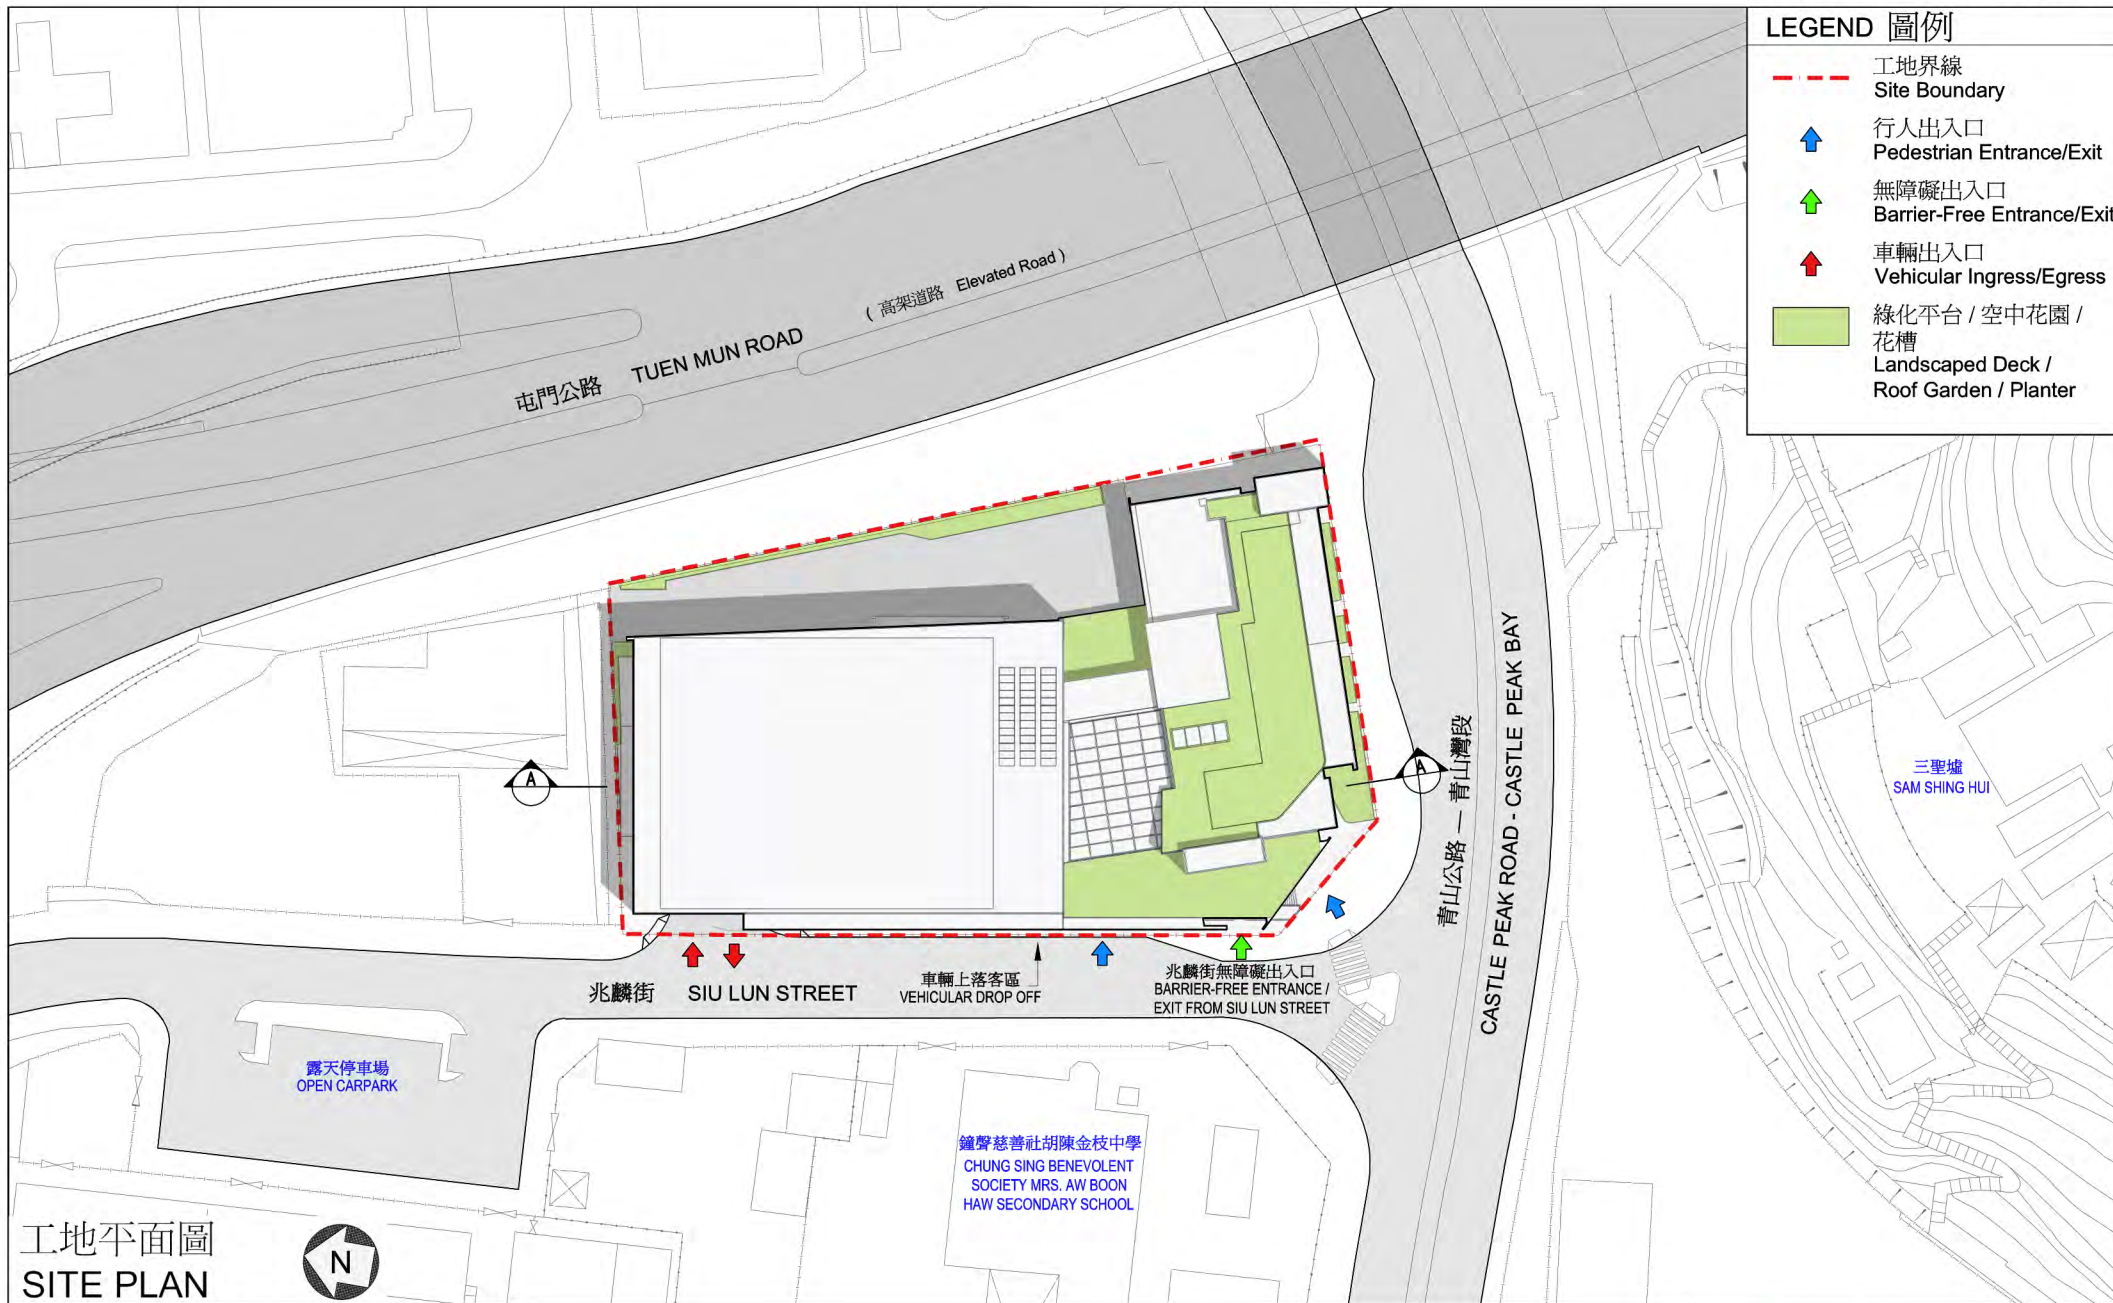 LEGEND 圖例
工地界線
Site Boundary
行人出入口
Pedestrian Entrance/Exit
無障礙出入口
Barrier-Free Entrance/Exit
車輛出入口
Vehicular Ingress/Egress
綠化平台 / 空中花園 /
花槽
Landscaped Deck /
Roof Garden / Planter
( 高架道路 Elevated Road )
屯門公路 TUEN MUN ROAD
A
A
青山公路 — 青山灣段
CASTLE PEAK ROAD - CASTLE PEAK BAY
三聖墟
SAM SHING HUI
兆麟街 SIU LUN STREET
車輛上落客區
VEHICULAR DROP OFF
兆麟街無障礙出入口
BARRIER-FREE ENTRANCE /
EXIT FROM SIU LUN STREET
露天停車場
OPEN CARPARK
鐘聲慈善社胡陳金枝中學
CHUNG SING BENEVOLENT
SOCIETY MRS. AW BOON
HAW SECONDARY SCHOOL
工地平面圖
SITE PLAN
N